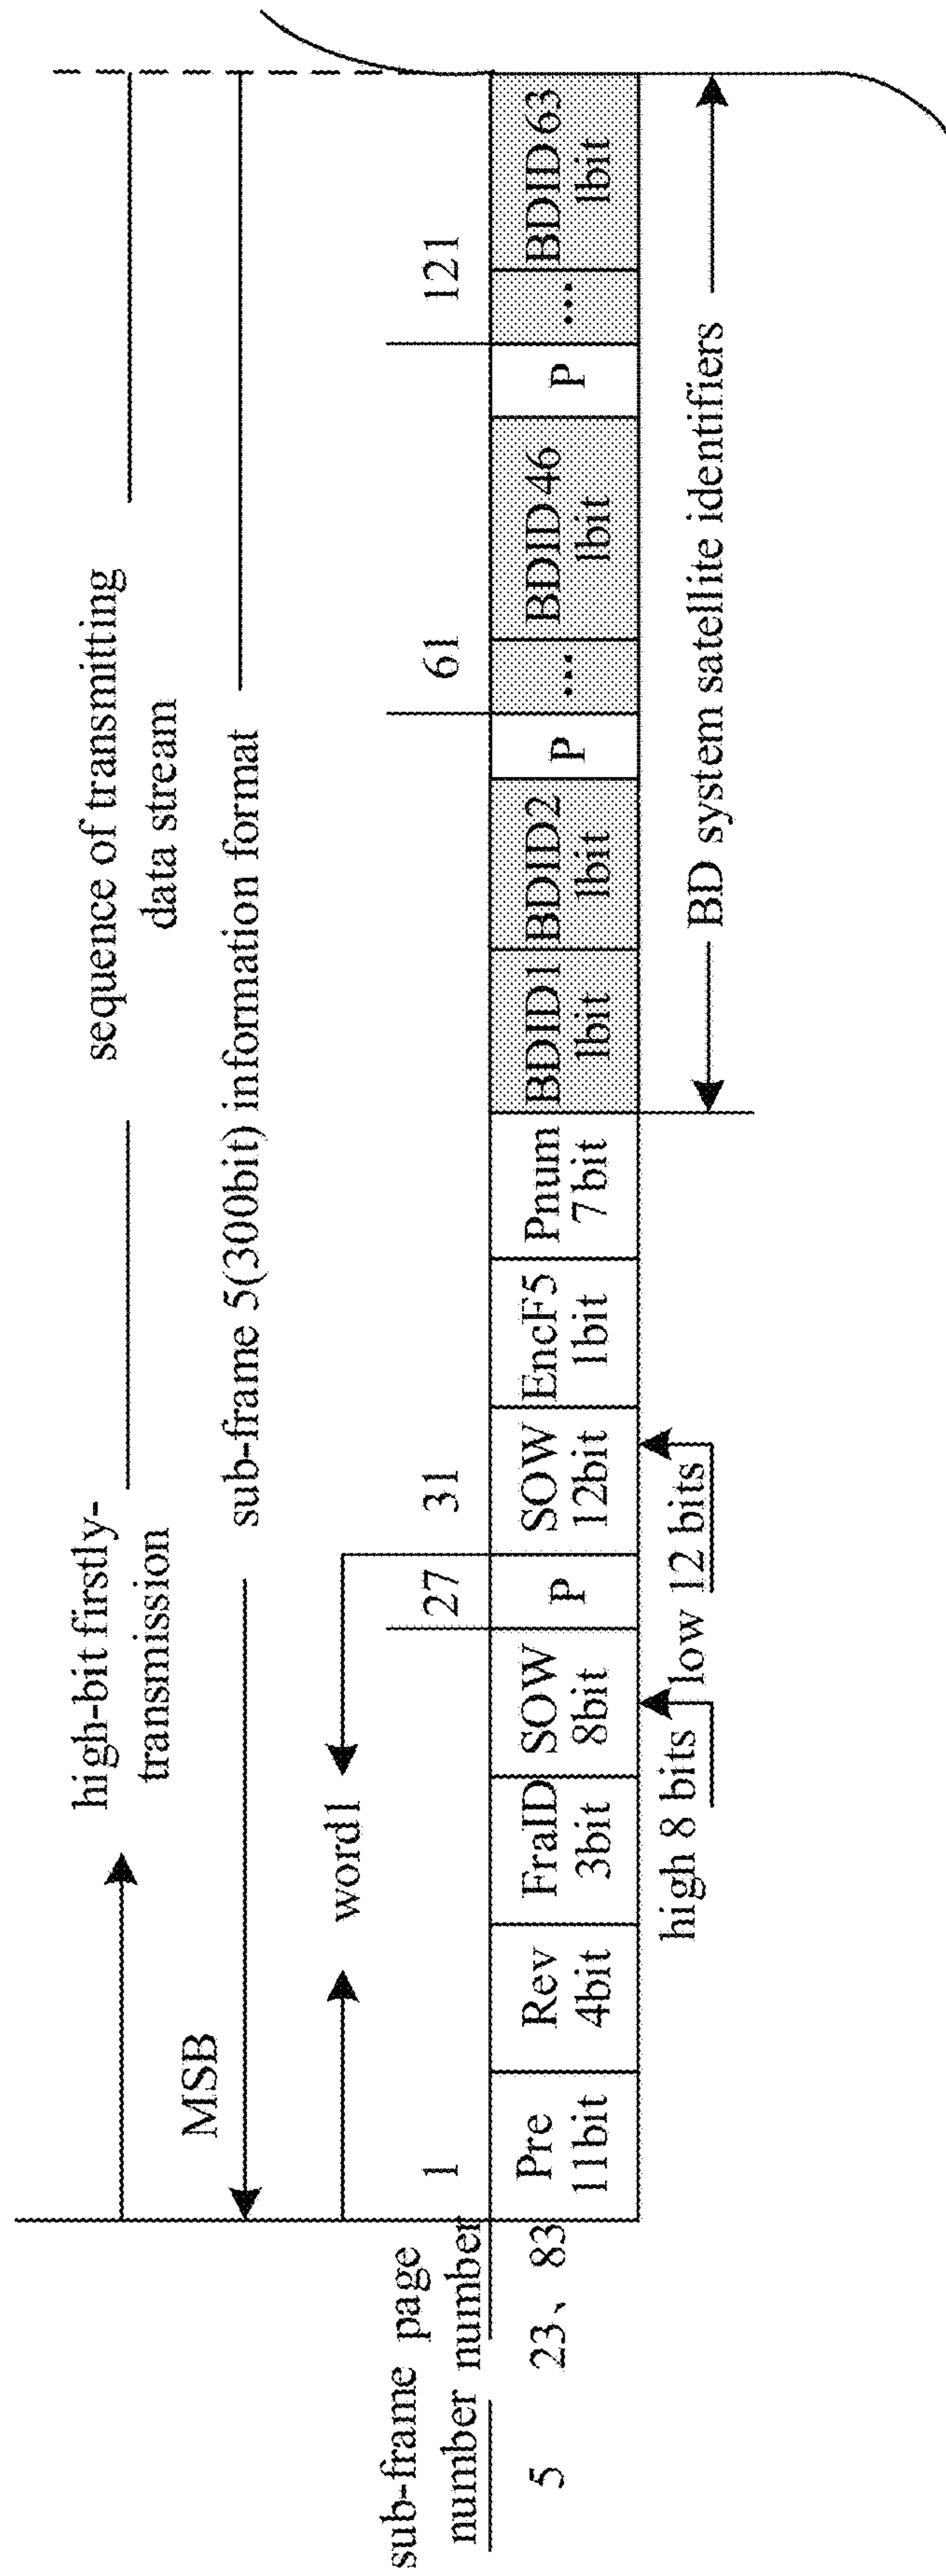 high-bit firstly-
transmission
sequence of transmitting
data stream
MSB
sub-frame 5(300bit) information format
word1
sub-frame page
number number
1
27
31
61
121
5
23、83
Pre
11bit
Rev
4bit
FraID
3bit
SOW
8bit
P
SOW
12bit
EncF5
1bit
Pnum
7bit
BDID1
1bit
BDID2
1bit
P
....
BDID46
1bit
P
....
BDID63
1bit
high 8 bits
low 12 bits
BD system satellite identifiers